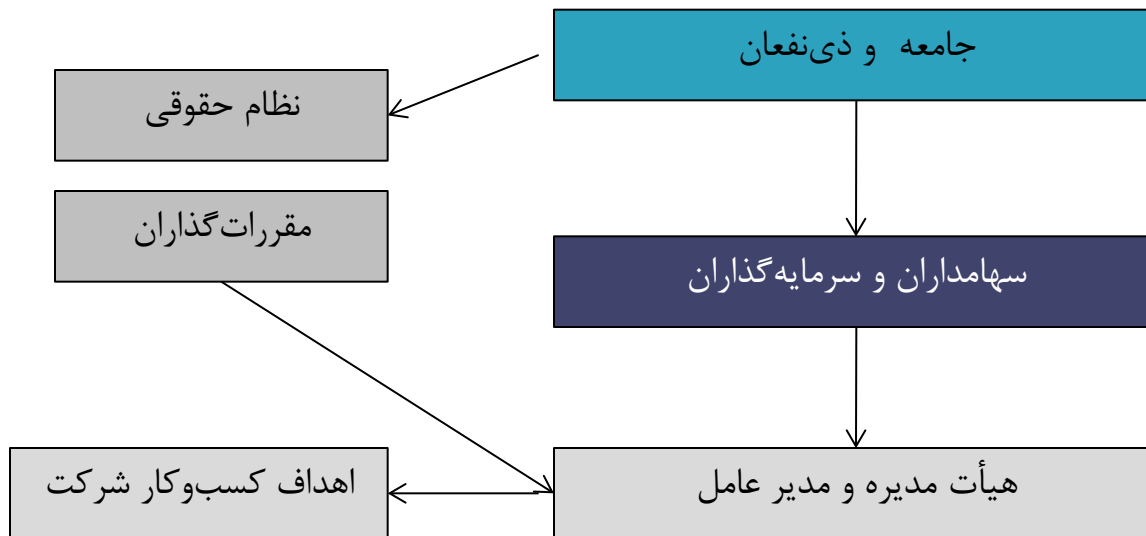 جامعه و ذی‌نفعان
نظام حقوقی
مقررات‌گذاران
سهامداران و سرمایه‌گذاران
هیأت مدیره و مدیر عامل
اهداف کسب‌وکار شرکت